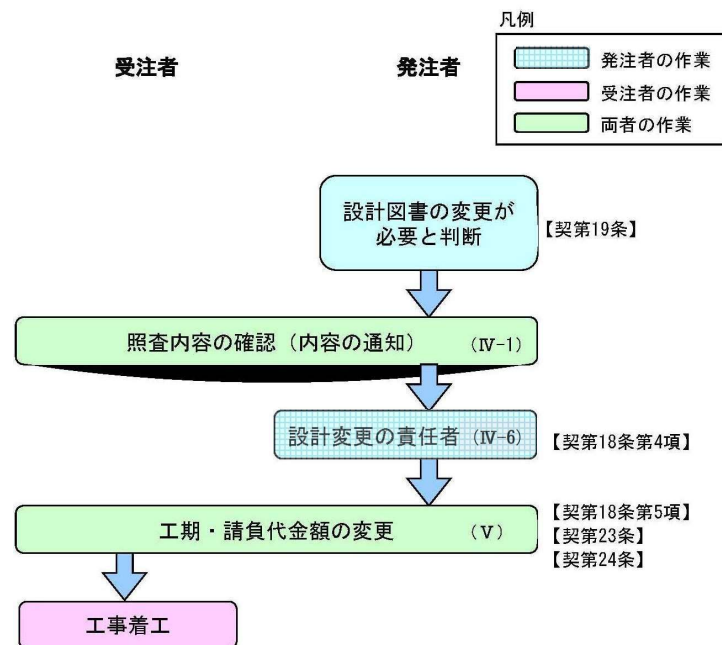 凡例
発注者の作業
受注者の作業
両者の作業
受注者
発注者
設計図書の変更が
必要と判断
【契第19条】
照査内容の確認（内容の通知） （Ⅳ-1）
設計変更の責任者（Ⅳ-6）
【契第18条第4項】
工期・請負代金額の変更 （Ⅴ）
【契第18条第5項】
【契第23条】
【契第24条】
工事着工